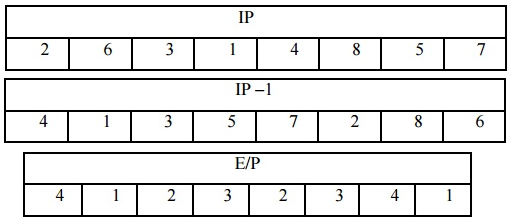 IP
2 6 3 1 4 8 5 7
IP –1
4 1 3 5 7 2 8 6
E/P
4 1 2 3 2 3 4 1